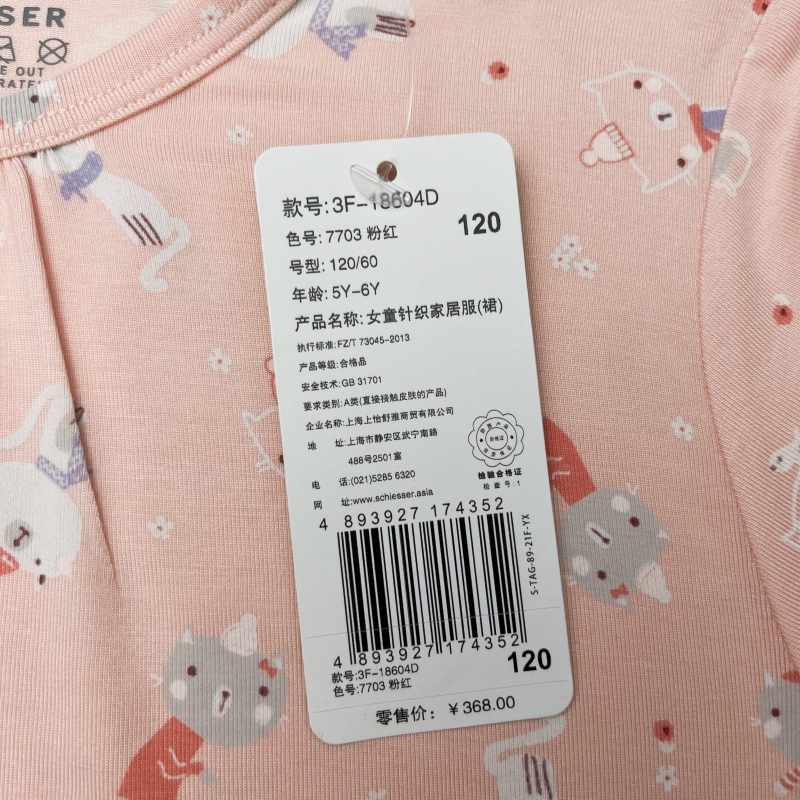 SER
E OUT
RATE
款号:3F-18604D
120
色号:7703 粉红
号型:120/60
年龄:5Y-6Y
产品名称:女童针织家居服(裙)
执行标准:FZ/T 73045-2013
产品等级:合格品
安全技术:GB 31701
要求类别:A类(直接接触皮肤的产品)
企业名称:上海上怡舒雅商贸有限公司
地 址:上海市静安区武宁南路
488号2501室
电 话:(021)5285 6320
网 址:www.schiesser.asia
合格证
检验合格证
检查号:1
4 893927 174352
S-TAG-89-21F-YX
4 893927 174352
款号:3F-18604D
色号:7703 粉红
120
零售价:￥368.00